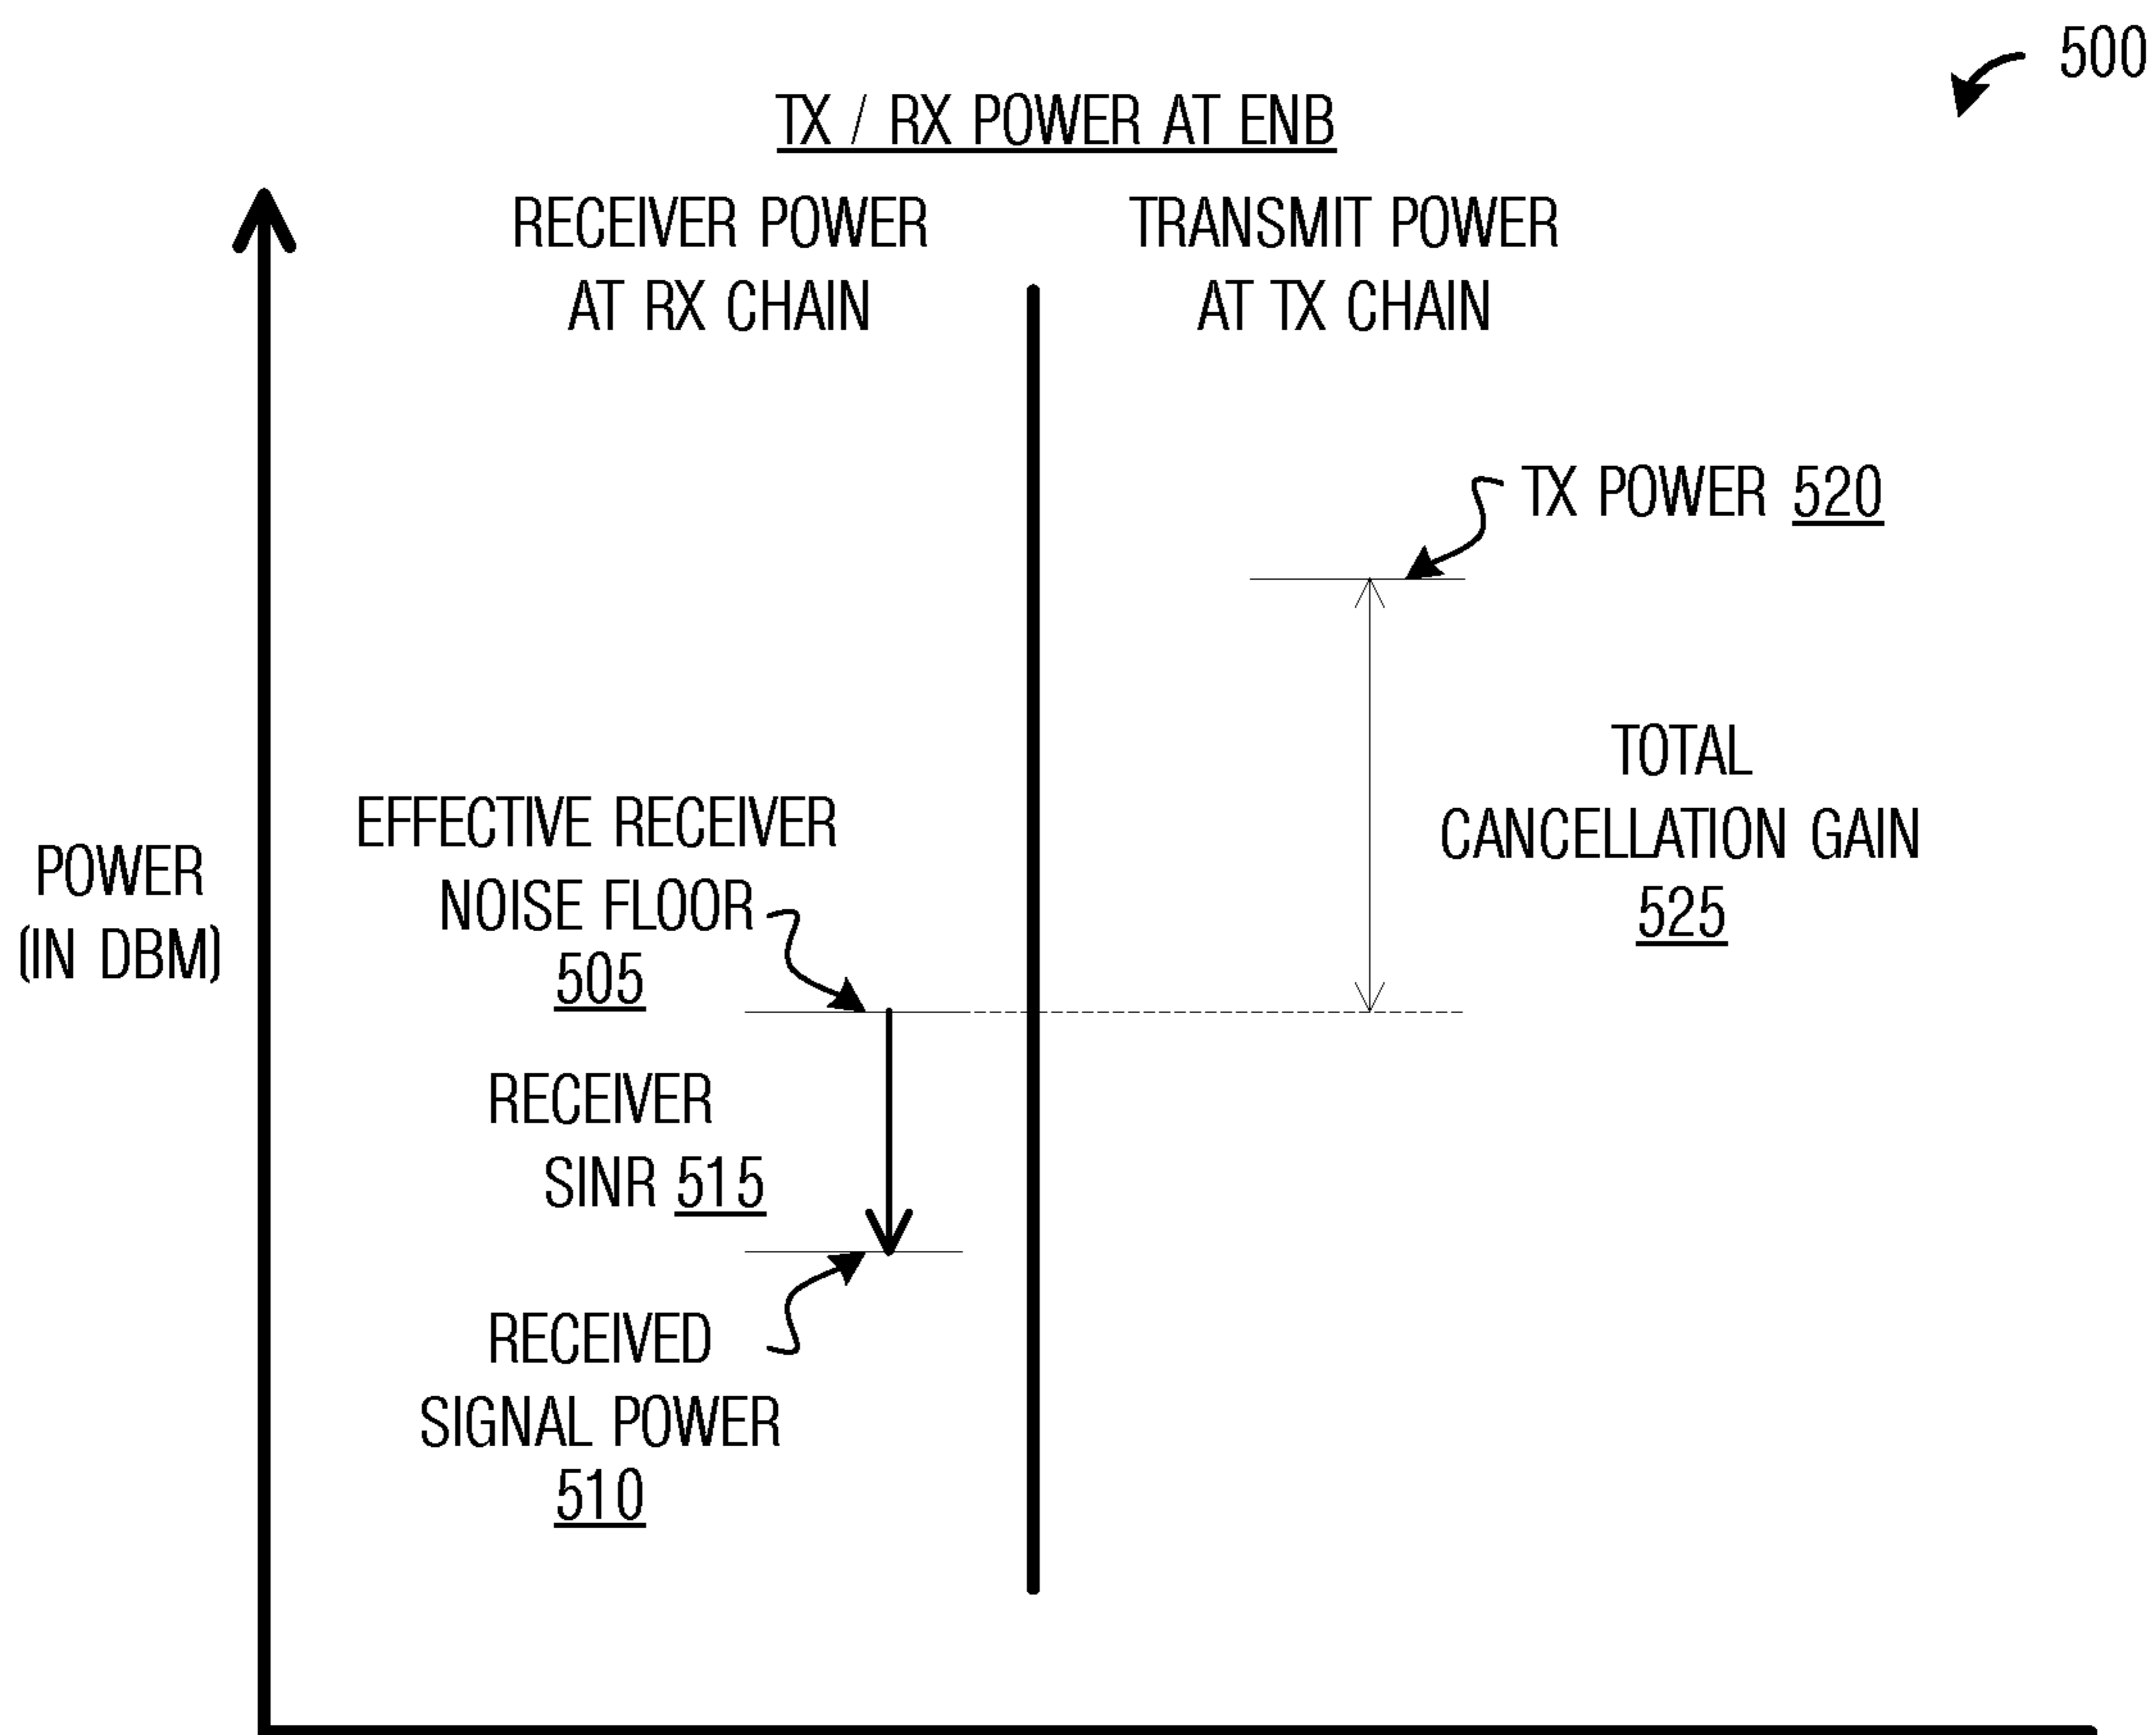 500
TX / RX POWER AT ENB
RECEIVER POWER
AT RX CHAIN
TRANSMIT POWER
AT TX CHAIN
TX POWER 520
TOTAL
CANCELLATION GAIN
525
EFFECTIVE RECEIVER
NOISE FLOOR
505
POWER
(IN DBM)
RECEIVER
SINR 515
RECEIVED
SIGNAL POWER
510